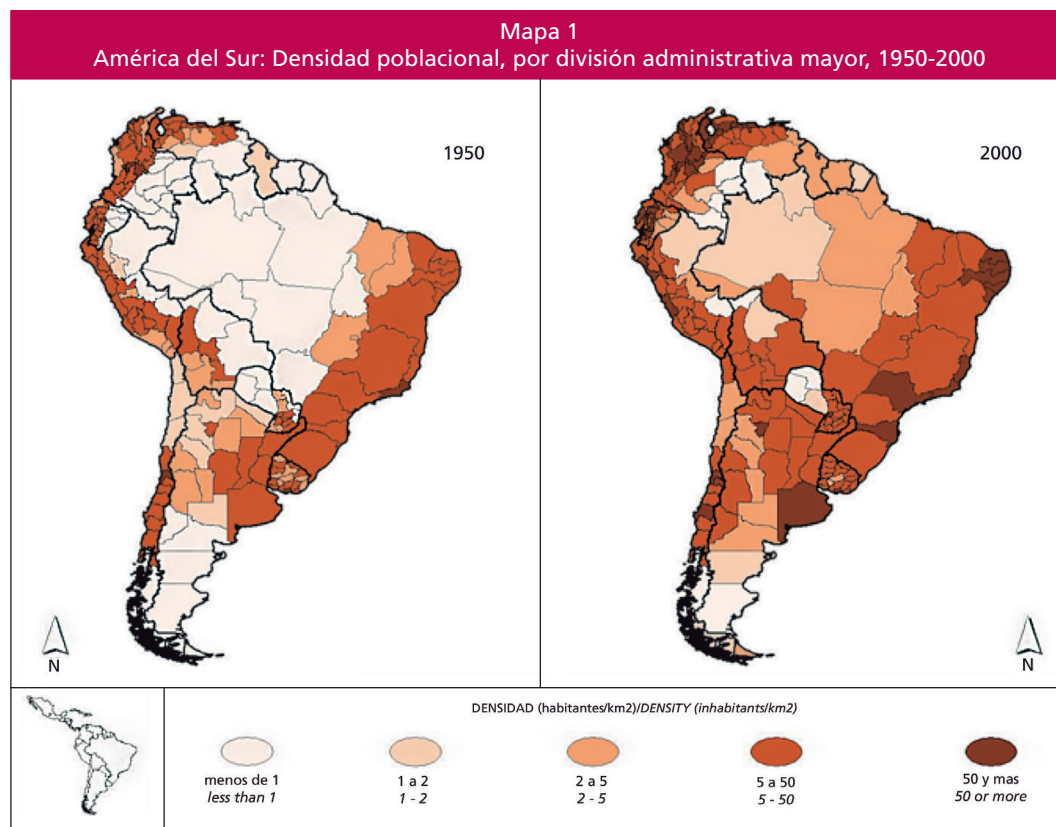 Mapa 1
América del Sur: Densidad poblacional, por división administrativa mayor, 1950-2000
1950
2000
N
N
DENSIDAD (habitantes/km2)/DENSITY (inhabitants/km2)
menos de 1
less than 1
1 a 2
1 - 2
2 a 5
2 - 5
5 a 50
5 - 50
50 y mas
50 or more